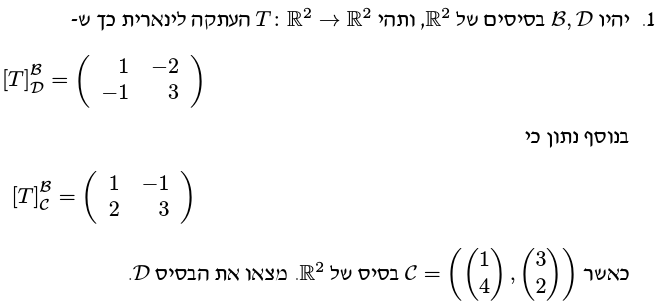 1. יהיו $\mathcal{B}, \mathcal{D}$ בסיסים של $\mathbb{R}^2$, ותהי $T\colon \mathbb{R}^2 \to \mathbb{R}^2$ העתקה לינארית כך ש-
$[T]_{\mathcal{D}}^{\mathcal{B}} = \begin{pmatrix} 1 & -2 \\ -1 & 3 \end{pmatrix}$
בנוסף נתון כי
$[T]_{\mathcal{C}}^{\mathcal{B}} = \begin{pmatrix} 1 & -1 \\ 2 & 3 \end{pmatrix}$
כאשר $\mathcal{C} = \left( \begin{pmatrix} 1 \\ 4 \end{pmatrix}, \begin{pmatrix} 3 \\ 2 \end{pmatrix} \right)$ בסיס של $\mathbb{R}^2$. מצאו את הבסיס $\mathcal{D}$.